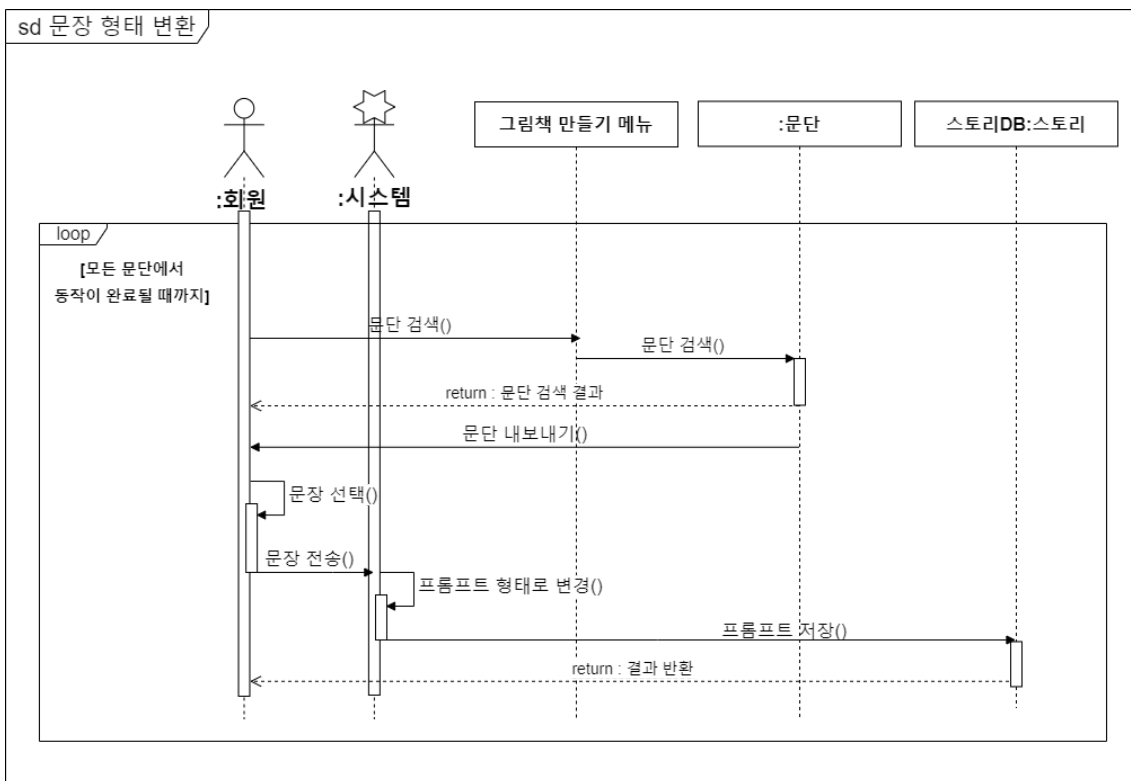 sd 문장 형태 변환
:회원
:시스템
그림책 만들기 메뉴
:문단
스토리DB:스토리
loop
[모든 문단에서
동작이 완료될 때까지]
문단 검색()
문단 검색()
return : 문단 검색 결과
문단 내보내기()
문장 선택()
문장 전송()
프롬프트 형태로 변경()
프롬프트 저장()
return : 결과 반환